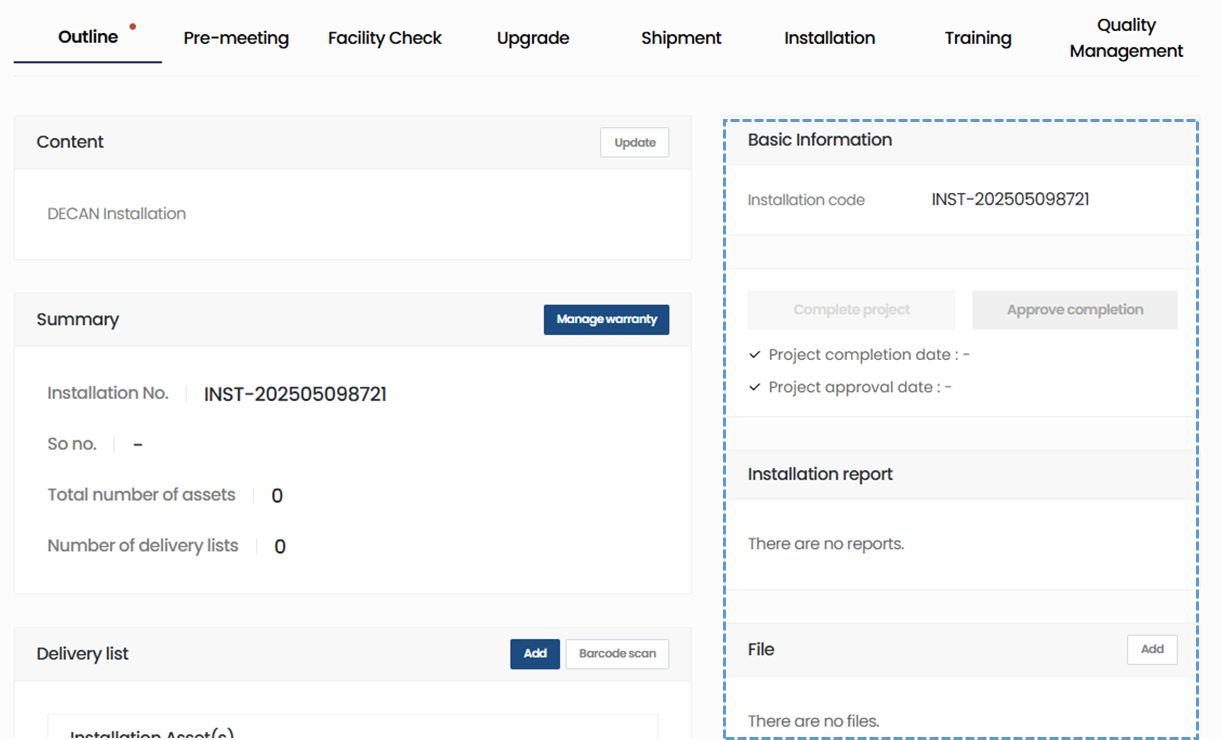 Outline
Pre-meeting
Facility Check
Upgrade
Shipment
Installation
Training
Quality
Management
Content
Update
DECAN Installation
Summary
Manage warranty
Installation No.
INST-202505098721
So no.
-
Total number of assets
0
Number of delivery lists
0
Delivery list
Add
Barcode scan
Installation Asset(s)
Basic Information
Installation code
INST-202505098721
Complete project
Approve completion
Project completion date : -
Project approval date : -
Installation report
There are no reports.
File
Add
There are no files.